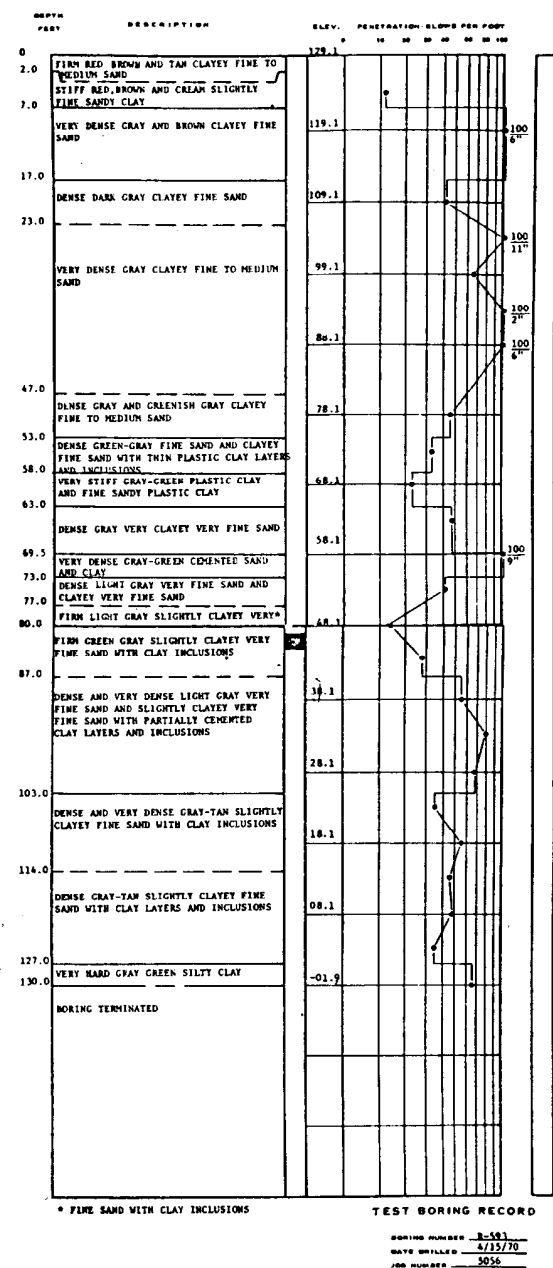 DEPTH FEET DESCRIPTION ELEV. PENETRATION-BLOWS PER FOOT
0 10 20 30 40 60 80 100
0 129.1
FIRM RED BROWN AND TAN CLAYEY FINE TO
2.0 MEDIUM SAND
STIFF RED, BROWN AND CREAM SLIGHTLY
7.0 FINE SANDY CLAY
VERY DENSE GRAY AND BROWN CLAYEY FINE 119.1 100
SAND 6"
17.0
DENSE DARK GRAY CLAYEY FINE SAND 109.1
23.0
100
11"
VERY DENSE GRAY CLAYEY FINE TO MEDIUM 99.1
SAND
100
2"
88.1 100
6"
47.0
DENSE GRAY AND GREENISH GRAY CLAYEY 78.1
FINE TO MEDIUM SAND
53.0
DENSE GREEN-GRAY FINE SAND AND CLAYEY
FINE SAND WITH THIN PLASTIC CLAY LAYERS
58.0 AND INCLUSIONS
VERY STIFF GRAY-GREEN PLASTIC CLAY 68.1
AND FINE SANDY PLASTIC CLAY
63.0
DENSE GRAY VERY CLAYEY VERY FINE SAND
69.5 58.1 100
9"
VERY DENSE GRAY-GREEN CEMENTED SAND
73.0 AND CLAY
DENSE LIGHT GRAY VERY FINE SAND AND
77.0 CLAYEY VERY FINE SAND
FIRM LIGHT GRAY SLIGHTLY CLAYEY VERY*
80.0 48.1
FIRM GREEN GRAY SLIGHTLY CLAYEY VERY
FINE SAND WITH CLAY INCLUSIONS
87.0
DENSE AND VERY DENSE LIGHT GRAY VERY 38.1
FINE SAND AND SLIGHTLY CLAYEY VERY
FINE SAND WITH PARTIALLY CEMENTED
CLAY LAYERS AND INCLUSIONS
28.1
103.0
DENSE AND VERY DENSE GRAY-TAN SLIGHTLY
CLAYEY FINE SAND WITH CLAY INCLUSIONS
18.1
114.0
DENSE GRAY-TAN SLIGHTLY CLAYEY FINE
SAND WITH CLAY LAYERS AND INCLUSIONS 08.1
127.0
VERY HARD GRAY GREEN SILTY CLAY
130.0 -01.9
BORING TERMINATED
* FINE SAND WITH CLAY INCLUSIONS
TEST BORING RECORD
BORING NUMBER B-593
DATE DRILLED 4/15/70
JOB NUMBER 5056